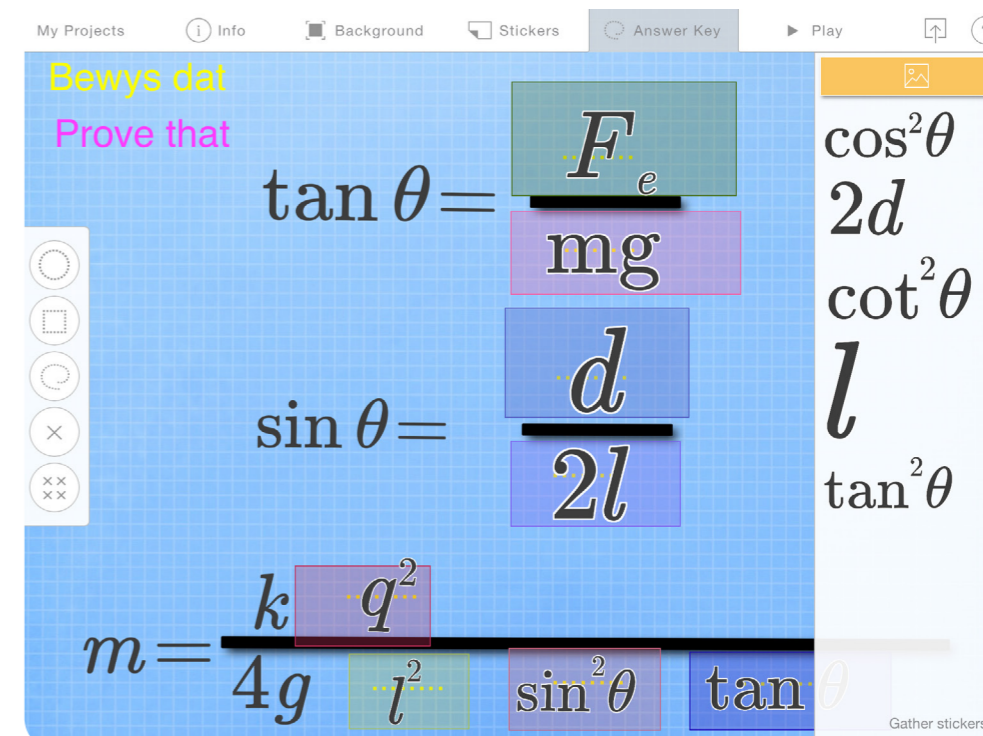 My Projects Info Background Stickers Answer Key Play
Bewys dat
Prove that
tan θ = F_e / mg
sin θ = d / 2l
m = k q² / 4g l² sin²θ tan θ
cos²θ
2d
cot²θ
l
tan²θ
Gather stickers